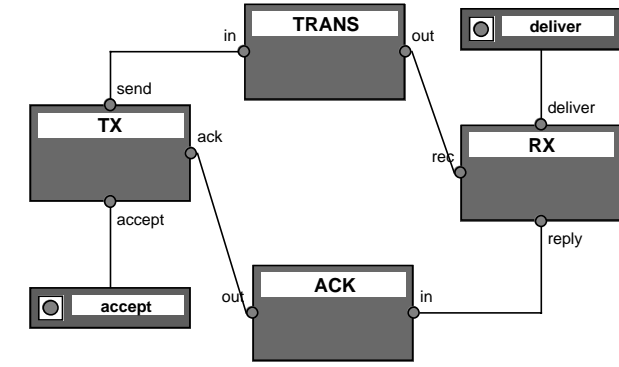 TRANS
deliver
in
out
send
deliver
TX
ack
RX
rec
accept
reply
ACK
accept
out
in